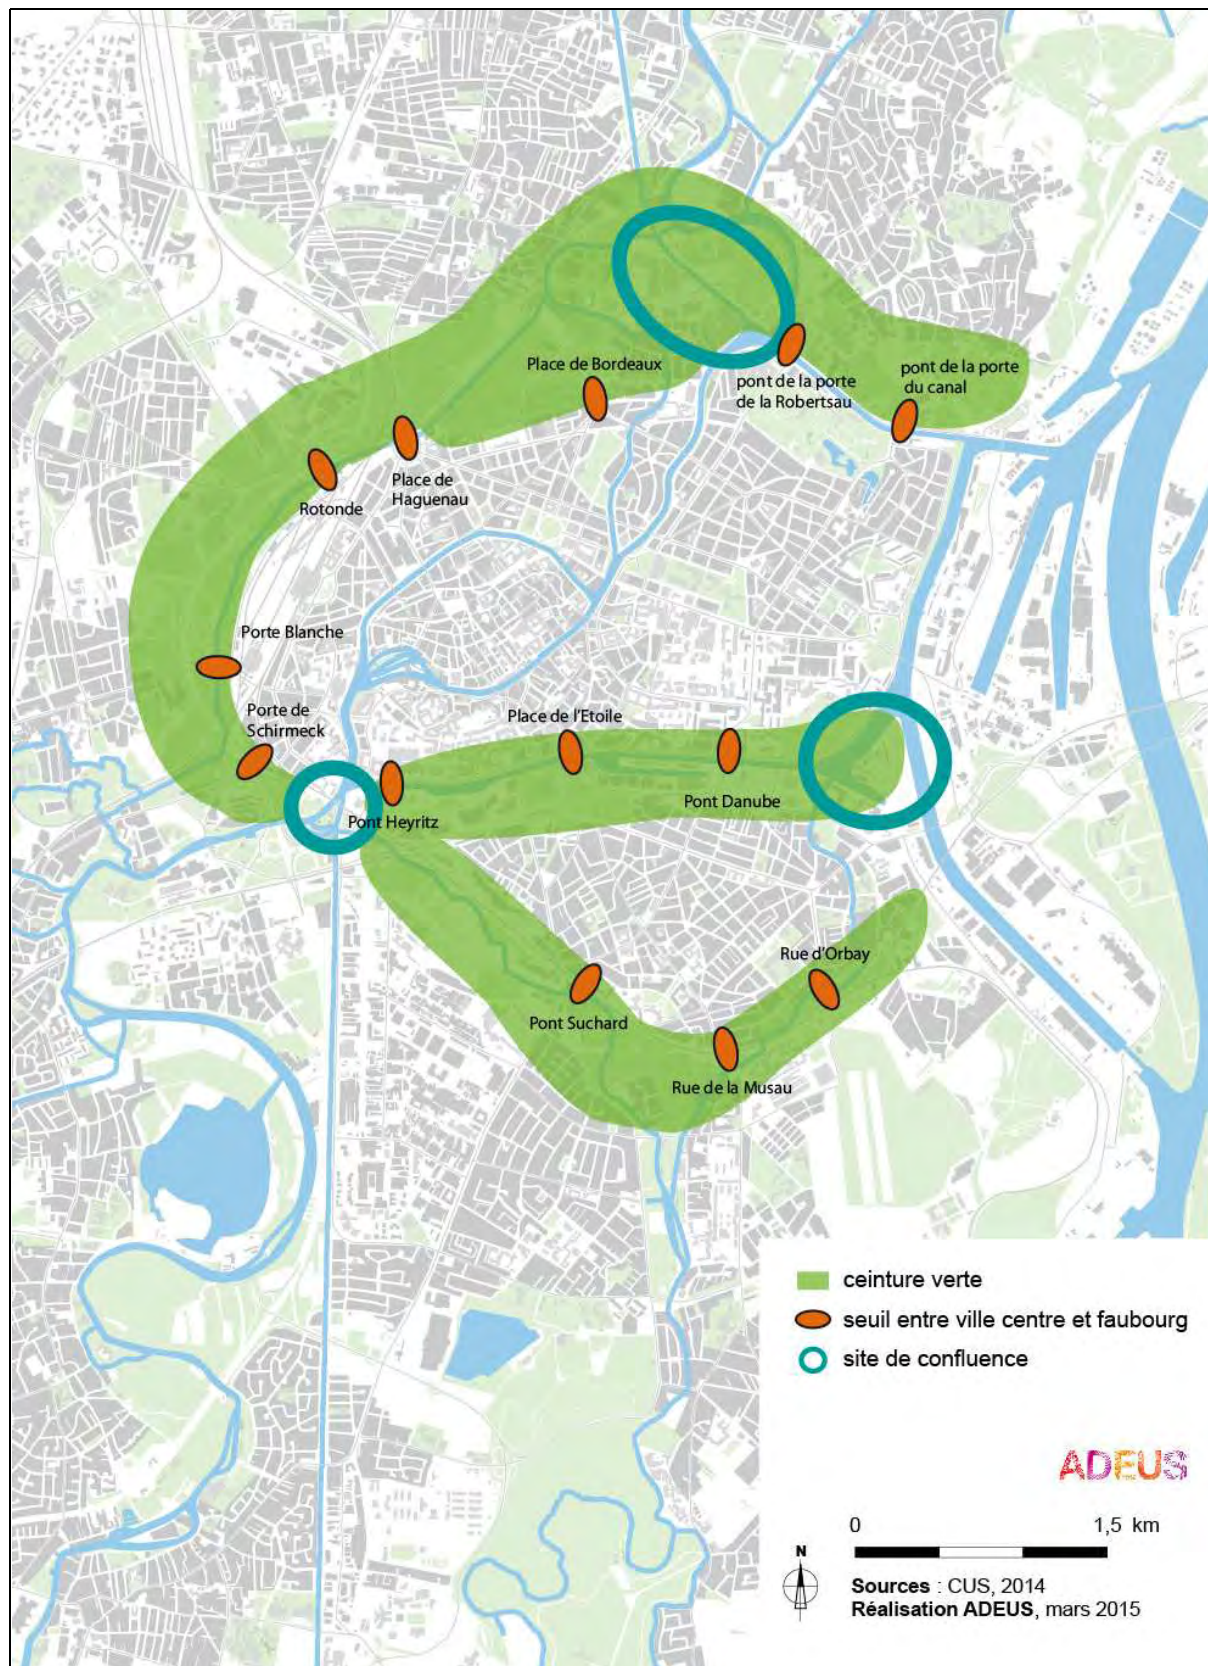 Place de Bordeaux
pont de la porte
de la Robertsau
pont de la porte
du canal
Place de
Haguenau
Rotonde
Porte Blanche
Porte de
Schirmeck
Place de l'Etoile
Pont Heyritz
Pont Danube
Rue d'Orbay
Pont Suchard
Rue de la Musau
ceinture verte
seuil entre ville centre et faubourg
site de confluence
ADEUS
0 1,5 km
N
Sources : CUS, 2014
Réalisation ADEUS, mars 2015